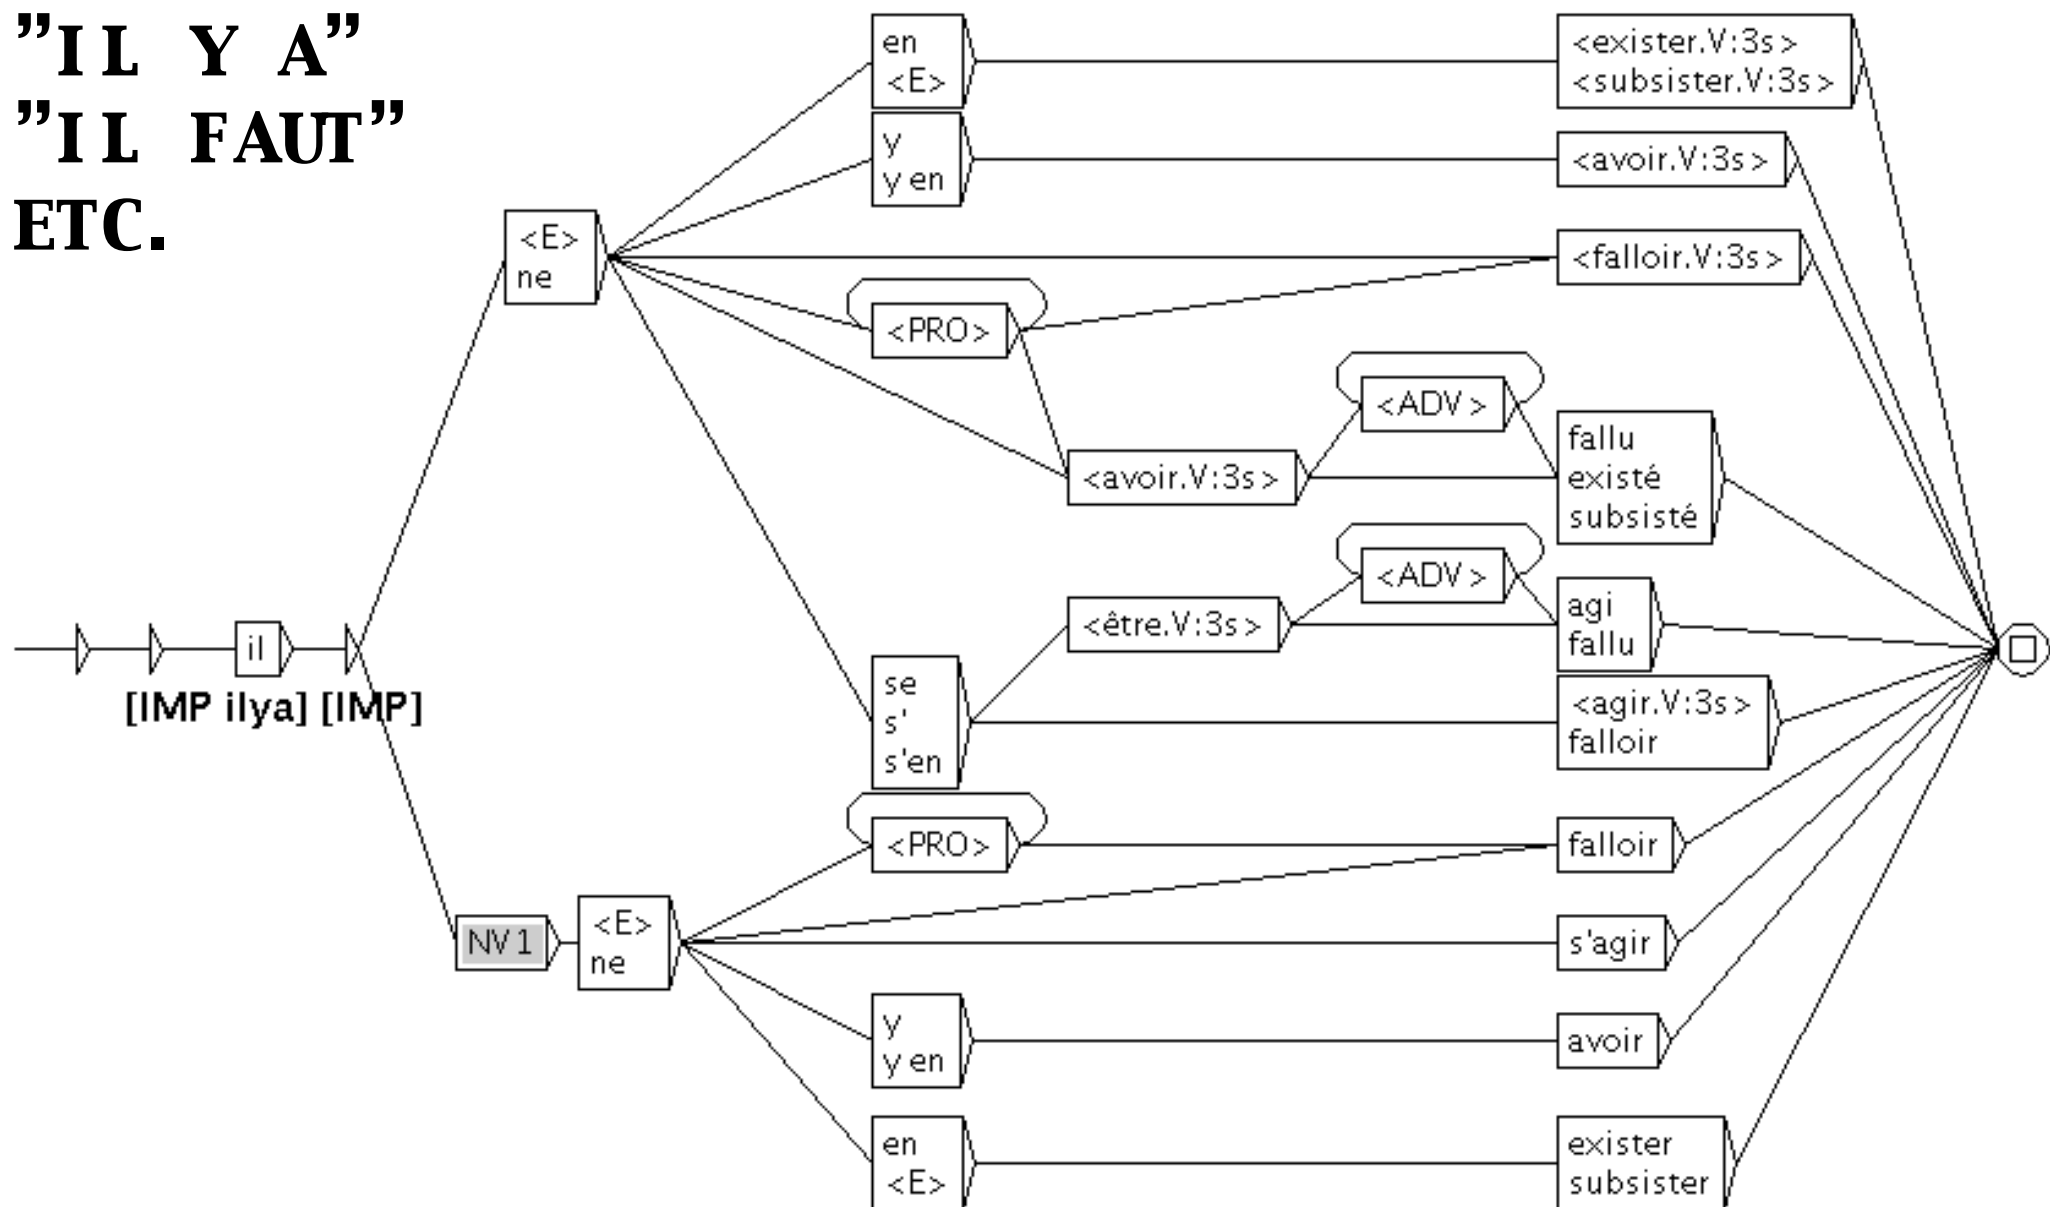 ”IL Y A”
”IL FAUT”
ETC.
en
<E>
<exister.V:3s>
<subsister.V:3s>
y
y en
<avoir.V:3s>
<E>
ne
<falloir.V:3s>
<PRO>
<ADV>
<avoir.V:3s>
fallu
existé
subsisté
<ADV>
<être.V:3s>
agi
fallu
il
[IMP ilya] [IMP]
se
s'
s'en
<agir.V:3s>
falloir
<PRO>
falloir
NV1
<E>
ne
s'agir
y
y en
avoir
en
<E>
exister
subsister